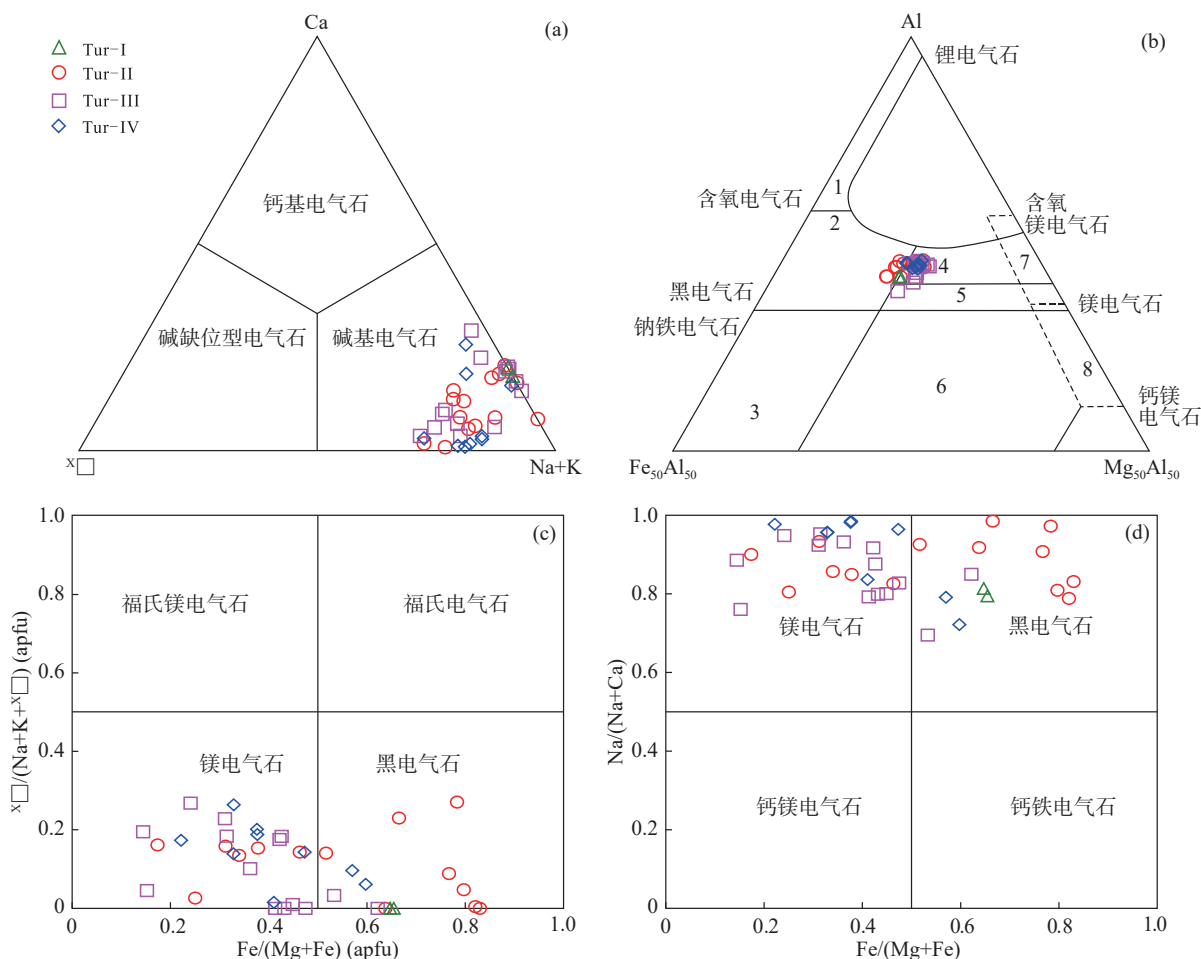 Ca
(a)
Tur-I
Tur-II
Tur-III
Tur-IV
钙基电气石
碱缺位型电气石
碱基电气石
X□
Na+K
Al
(b)
锂电气石
含氧电气石
1
2
含氧
镁电气石
4
7
黑电气石
5
镁电气石
钠铁电气石
3
6
8
钙镁
电气石
Fe50Al50
Mg50Al50
(c)
1.0
0.8
0.6
0.4
0.2
0
X□/(Na+K+X□) (apfu)
福氏镁电气石
福氏电气石
镁电气石
黑电气石
0.2
0.4
0.6
0.8
1.0
Fe/(Mg+Fe) (apfu)
(d)
1.0
0.8
0.6
0.4
0.2
0
Na/(Na+Ca)
镁电气石
黑电气石
钙镁电气石
钙铁电气石
0.2
0.4
0.6
0.8
1.0
Fe/(Mg+Fe)